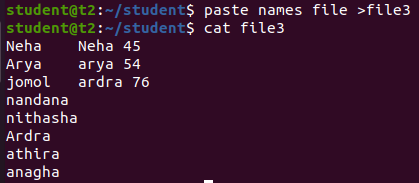 student@t2:~/student$ paste names file >file3
student@t2:~/student$ cat file3
Neha    Neha 45
Arya    arya 54
jomol   ardra 76
nandana
nithasha
Ardra
athira
anagha